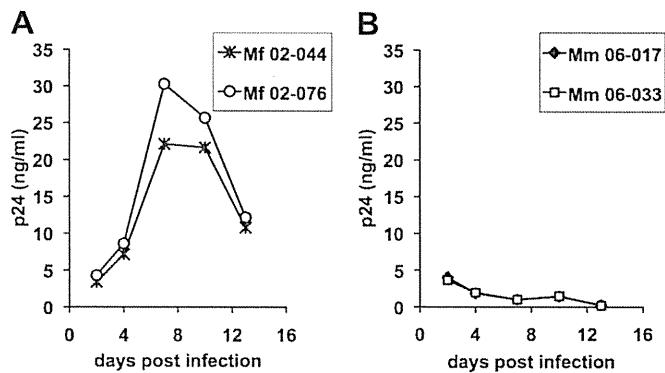 A
B
Mf 02-044
Mf 02-076
Mm 06-017
Mm 06-033
p24 (ng/ml)
35
30
25
20
15
10
5
0
0 4 8 12 16
days post infection
p24 (ng/ml)
35
30
25
20
15
10
5
0
0 4 8 12 16
days post infection